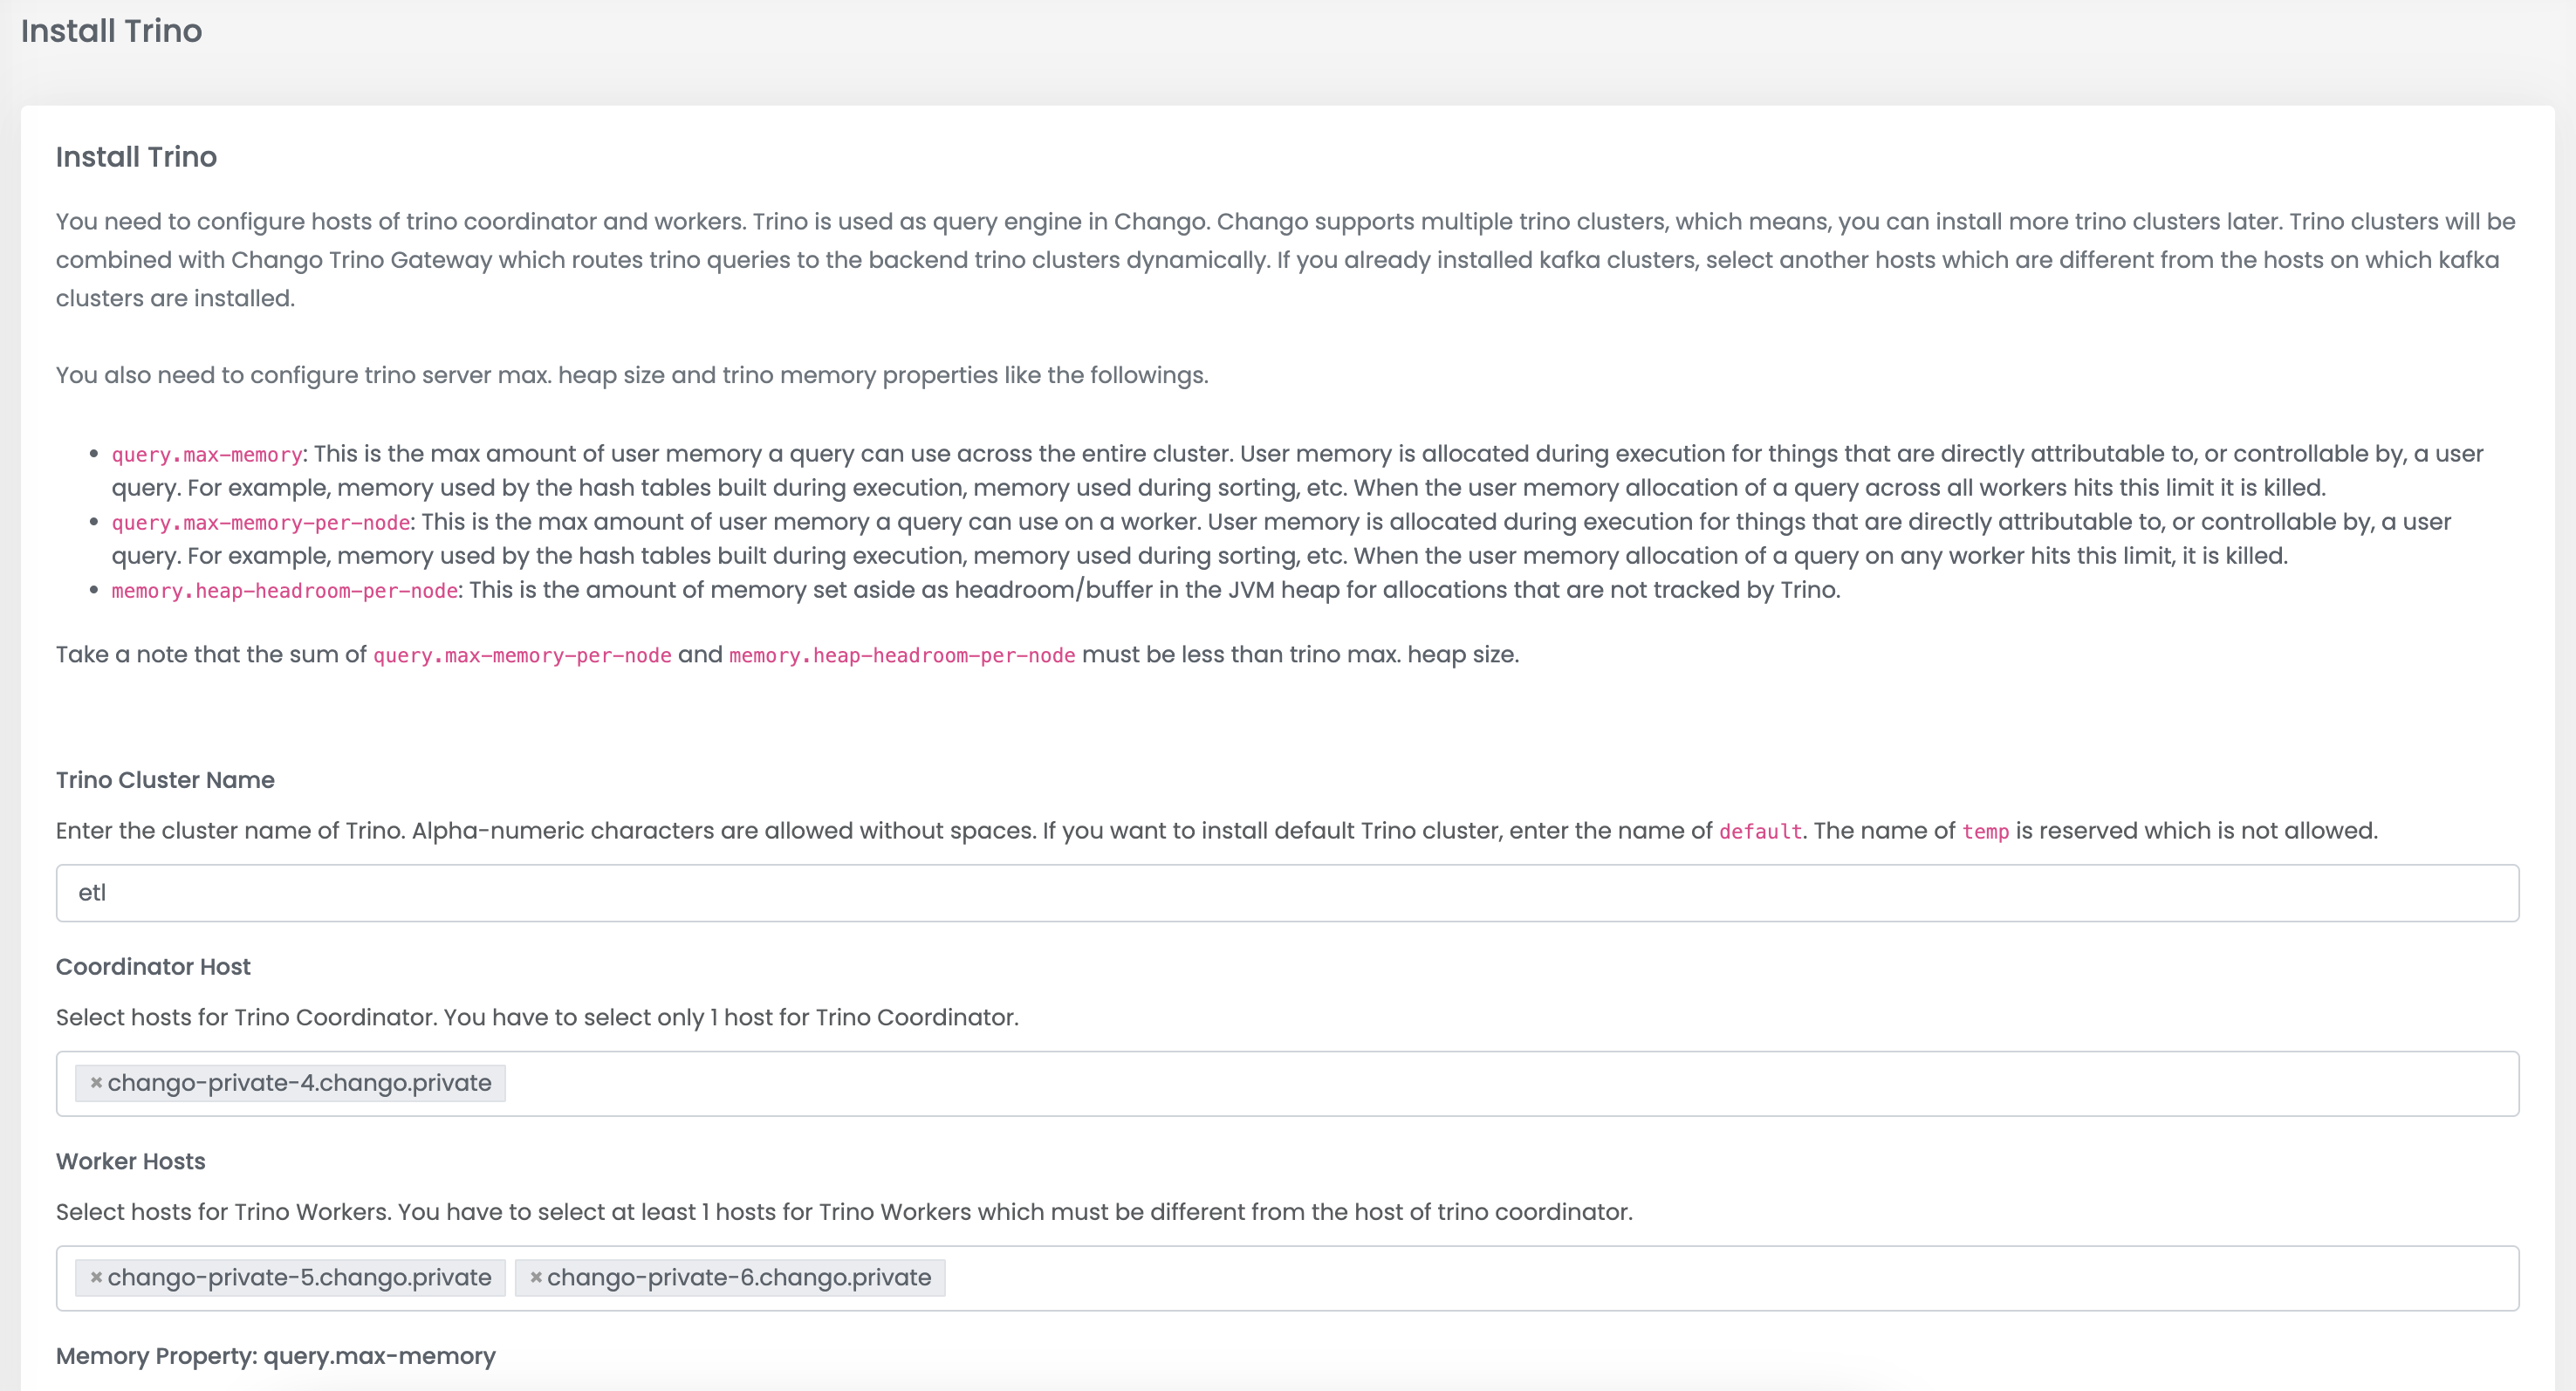 Install Trino
Install Trino
You need to configure hosts of trino coordinator and workers. Trino is used as query engine in Chango. Chango supports multiple trino clusters, which means, you can install more trino clusters later. Trino clusters will be
combined with Chango Trino Gateway which routes trino queries to the backend trino clusters dynamically. If you already installed kafka clusters, select another hosts which are different from the hosts on which kafka
clusters are installed.
You also need to configure trino server max. heap size and trino memory properties like the followings.
• query.max-memory: This is the max amount of user memory a query can use across the entire cluster. User memory is allocated during execution for things that are directly attributable to, or controllable by, a user
query. For example, memory used by the hash tables built during execution, memory used during sorting, etc. When the user memory allocation of a query across all workers hits this limit it is killed.
• query.max-memory-per-node: This is the max amount of user memory a query can use on a worker. User memory is allocated during execution for things that are directly attributable to, or controllable by, a user
query. For example, memory used by the hash tables built during execution, memory used during sorting, etc. When the user memory allocation of a query on any worker hits this limit, it is killed.
• memory.heap-headroom-per-node: This is the amount of memory set aside as headroom/buffer in the JVM heap for allocations that are not tracked by Trino.
Take a note that the sum of query.max-memory-per-node and memory.heap-headroom-per-node must be less than trino max. heap size.
Trino Cluster Name
Enter the cluster name of Trino. Alpha-numeric characters are allowed without spaces. If you want to install default Trino cluster, enter the name of default. The name of temp is reserved which is not allowed.
etl
Coordinator Host
Select hosts for Trino Coordinator. You have to select only 1 host for Trino Coordinator.
× chango-private-4.chango.private
Worker Hosts
Select hosts for Trino Workers. You have to select at least 1 hosts for Trino Workers which must be different from the host of trino coordinator.
× chango-private-5.chango.private × chango-private-6.chango.private
Memory Property: query.max-memory